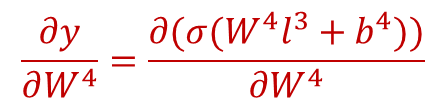 ∂y/∂W⁴ = ∂(σ(W⁴l³ + b⁴))/∂W⁴